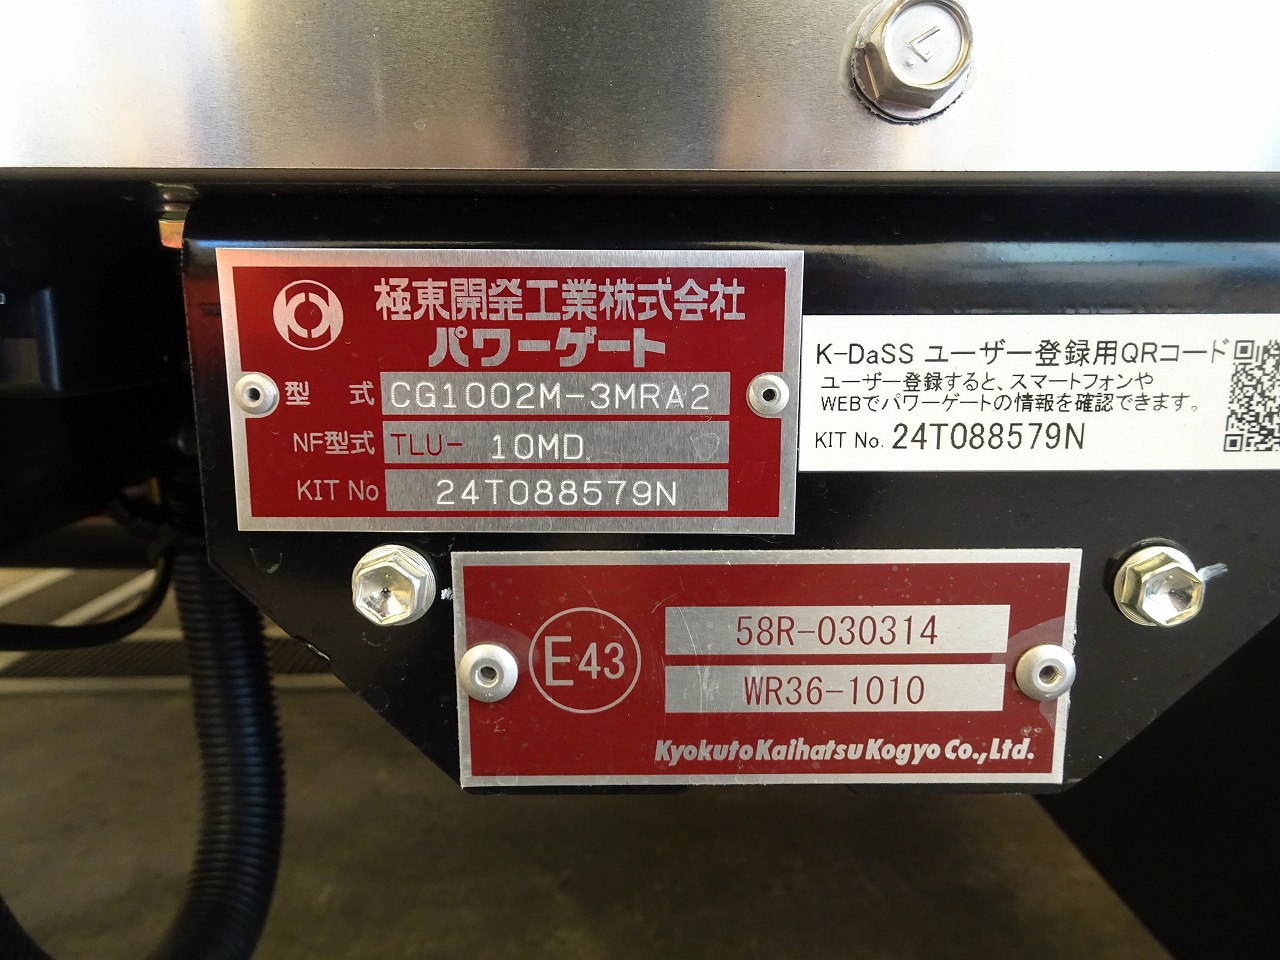 極東開発工業株式会社
パワーゲート
型 式 CG1002M-3MRA2
NF型式 TLU- 10MD
KIT No 24T088579N
K-DaSS ユーザー登録用QRコード
ユーザー登録すると、スマートフォンや
WEBでパワーゲートの情報を確認できます。
KIT No. 24T088579N
E43
58R-030314
WR36-1010
Kyokuto Kaihatsu Kogyo Co.,Ltd.